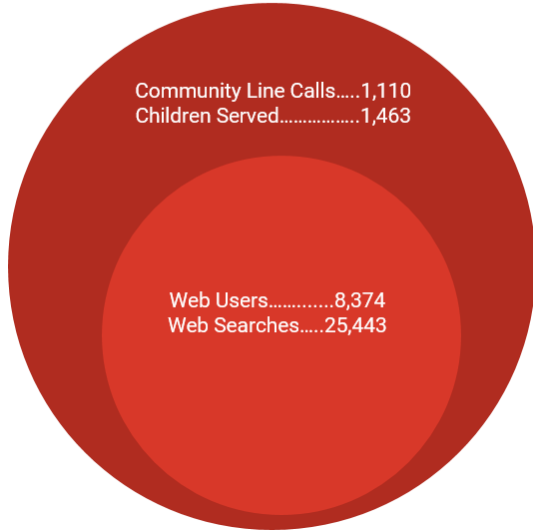 Community Line Calls…..1,110
Children Served……………..1,463
Web Users…….......8,374
Web Searches…..25,443